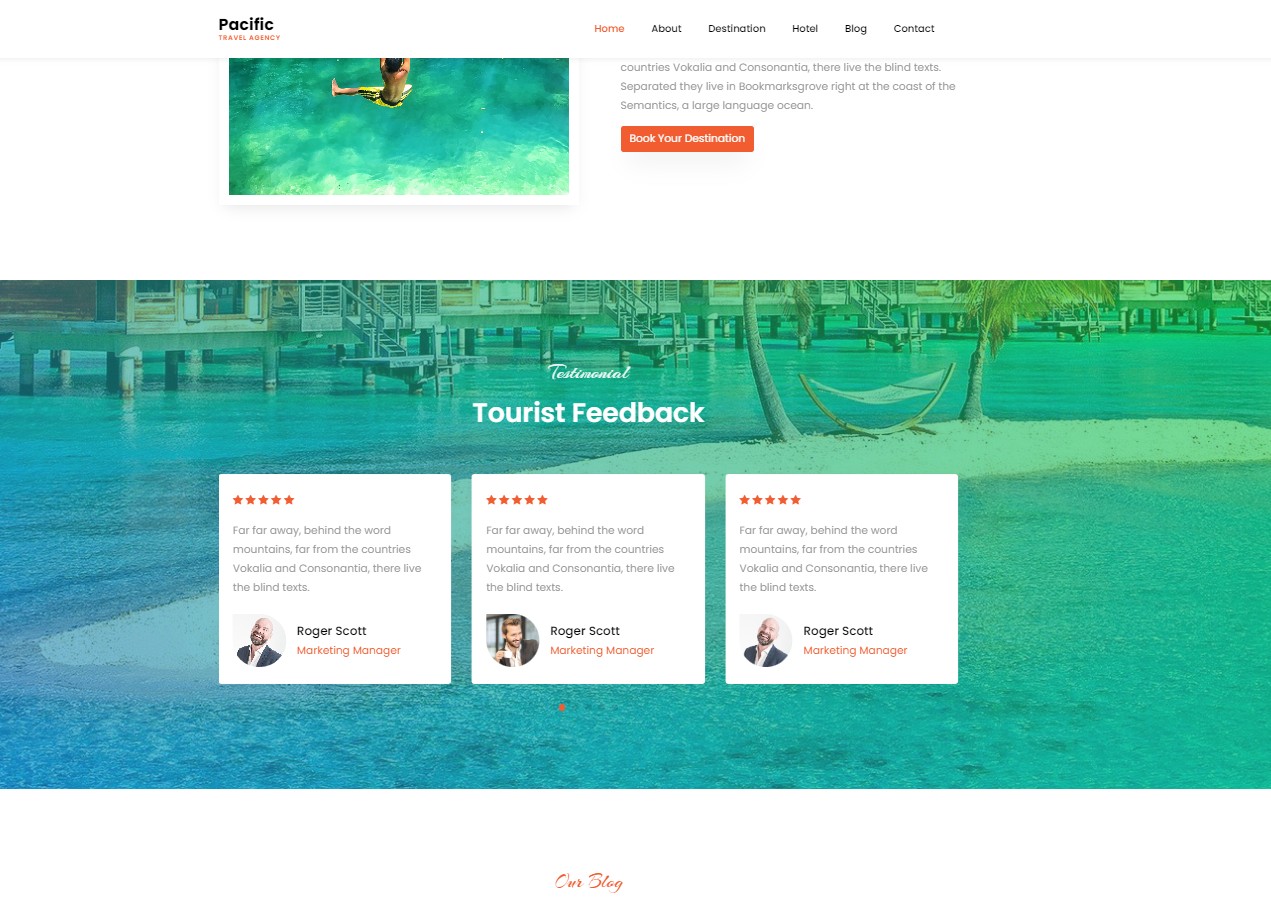 Pacific
TRAVEL AGENCY
Home About Destination Hotel Blog Contact
countries Vokalia and Consonantia, there live the blind texts.
Separated they live in Bookmarksgrove right at the coast of the
Semantics, a large language ocean.
Book Your Destination
Testimonial
Tourist Feedback
Far far away, behind the word
mountains, far from the countries
Vokalia and Consonantia, there live
the blind texts.
Roger Scott
Marketing Manager
Far far away, behind the word
mountains, far from the countries
Vokalia and Consonantia, there live
the blind texts.
Roger Scott
Marketing Manager
Far far away, behind the word
mountains, far from the countries
Vokalia and Consonantia, there live
the blind texts.
Roger Scott
Marketing Manager
Our Blog